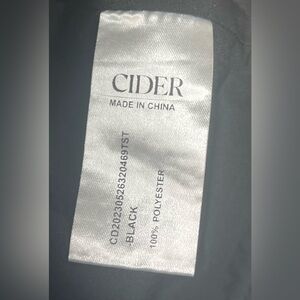 CIDER
MADE IN CHINA
CD20230526320469TST
-BLACK
100% POLYESTER